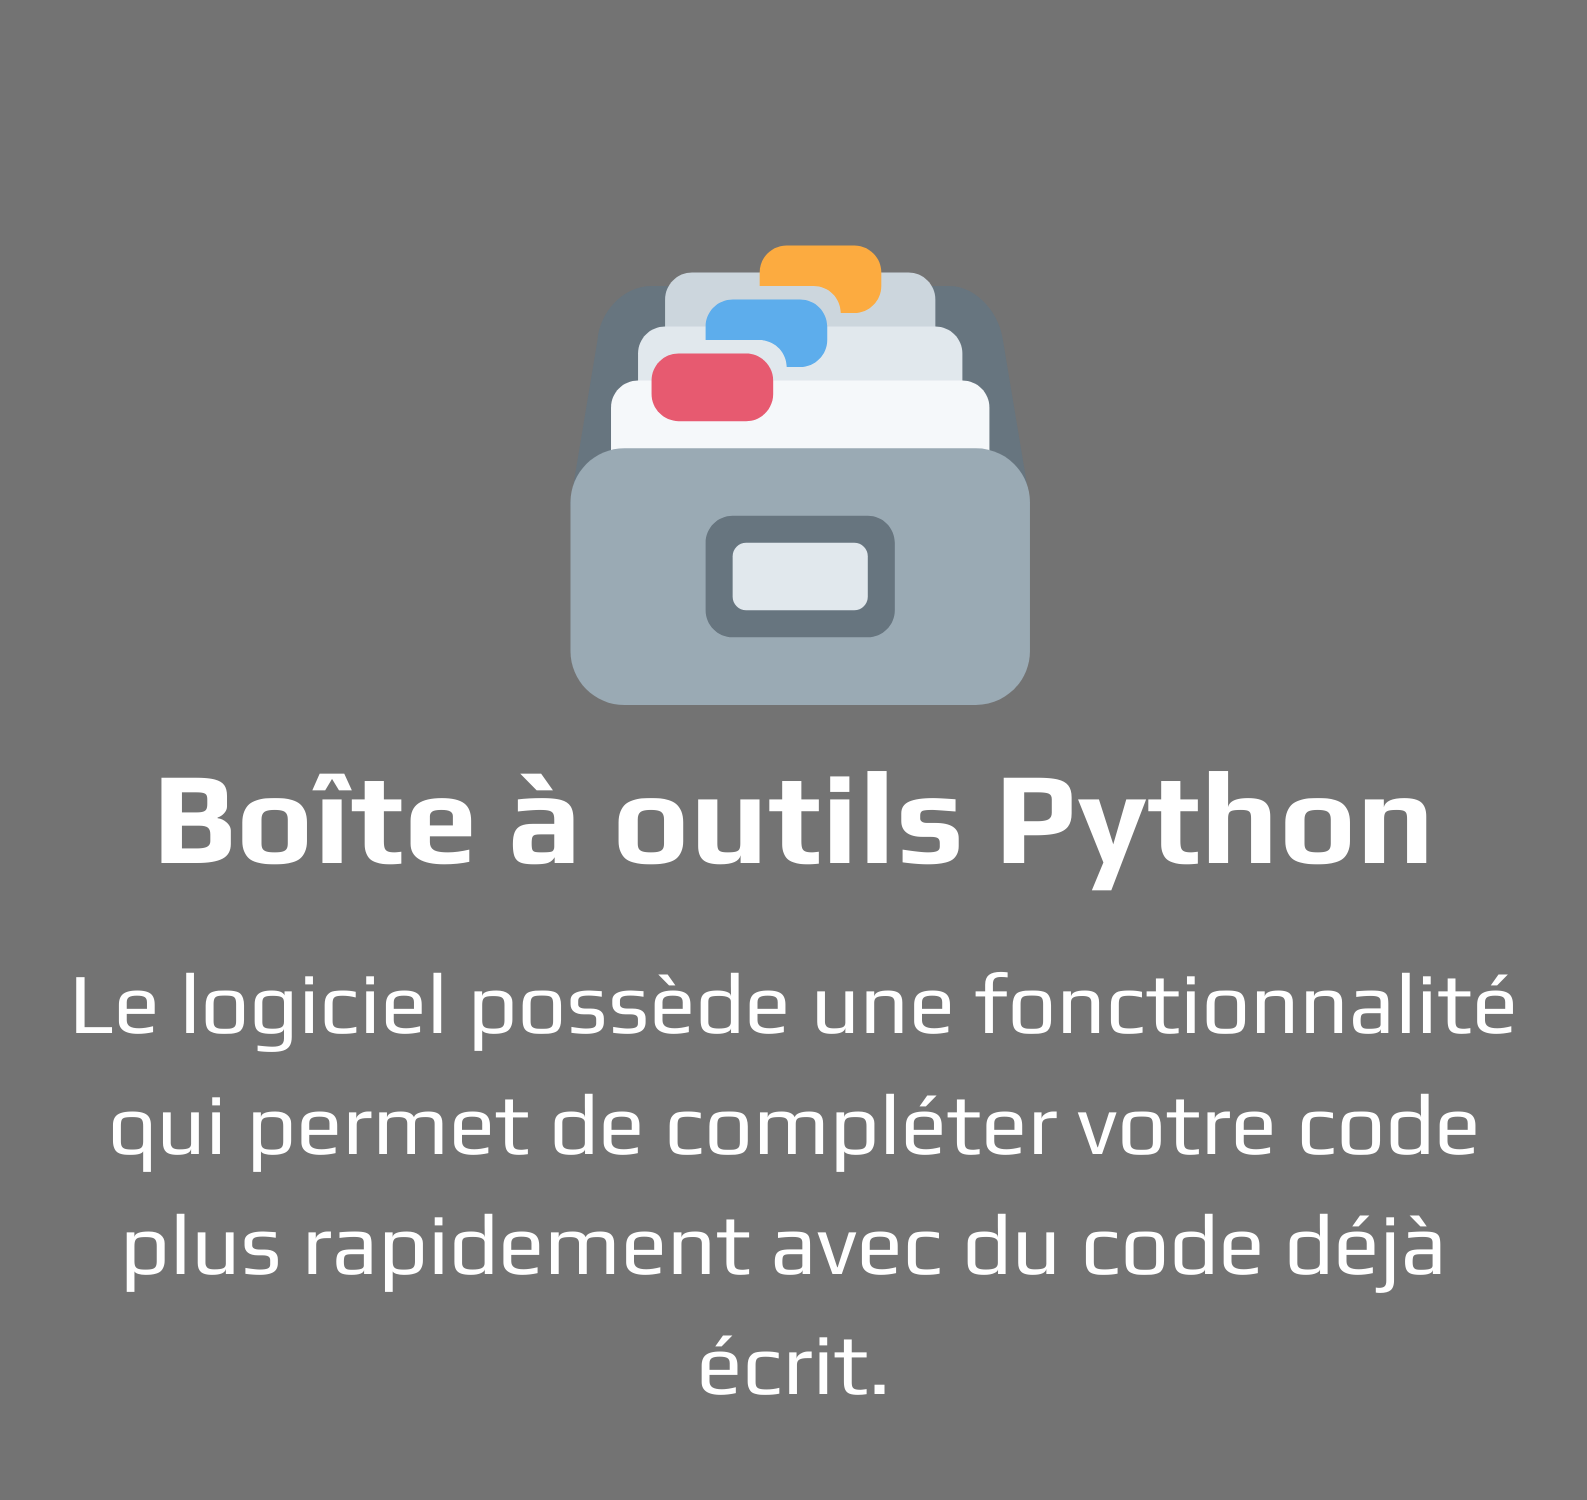 Boîte à outils Python
Le logiciel possède une fonctionnalité
qui permet de compléter votre code
plus rapidement avec du code déjà
écrit.